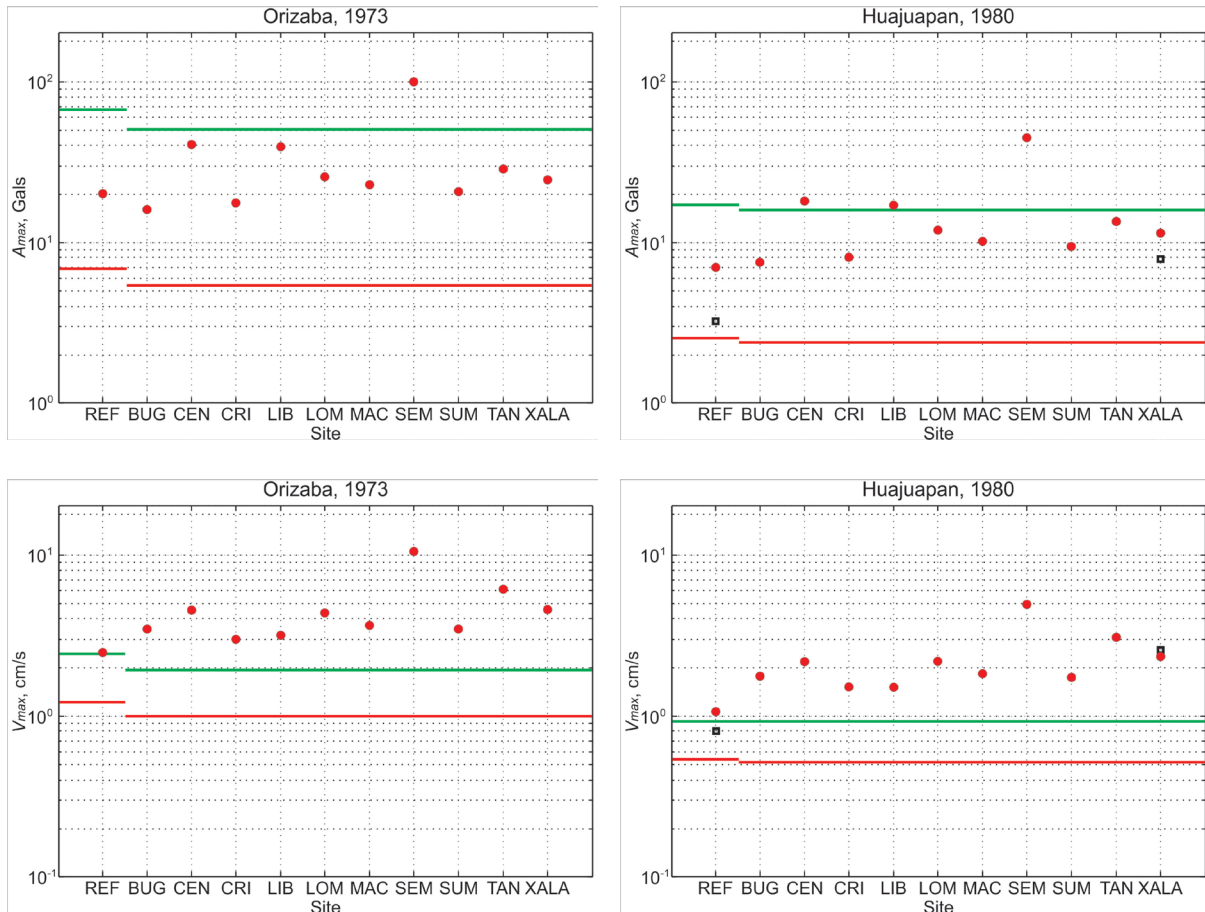 Orizaba, 1973
A_max, Gals
10²
10¹
10⁰
REF BUG CEN CRI LIB LOM MAC SEM SUM TAN XALA
Site
Huajuapan, 1980
A_max, Gals
10²
10¹
10⁰
REF BUG CEN CRI LIB LOM MAC SEM SUM TAN XALA
Site
Orizaba, 1973
V_max, cm/s
10¹
10⁰
10⁻¹
REF BUG CEN CRI LIB LOM MAC SEM SUM TAN XALA
Site
Huajuapan, 1980
V_max, cm/s
10¹
10⁰
10⁻¹
REF BUG CEN CRI LIB LOM MAC SEM SUM TAN XALA
Site